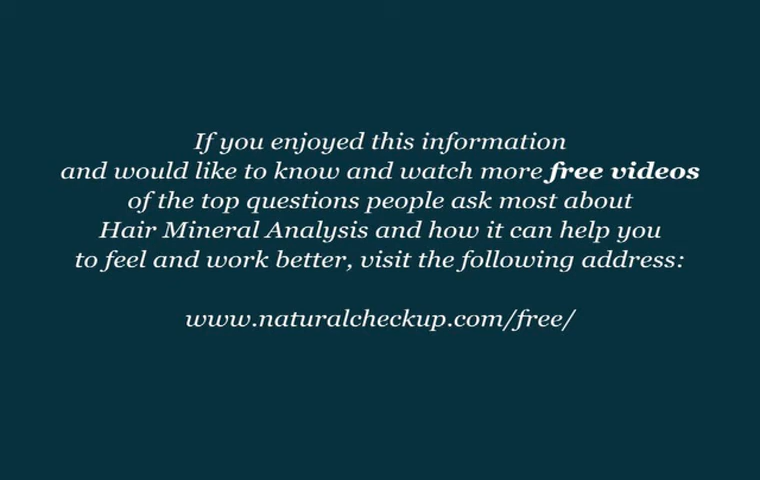 If you enjoyed this information
and would like to know and watch more free videos
of the top questions people ask most about
Hair Mineral Analysis and how it can help you
to feel and work better, visit the following address:
www.naturalcheckup.com/free/